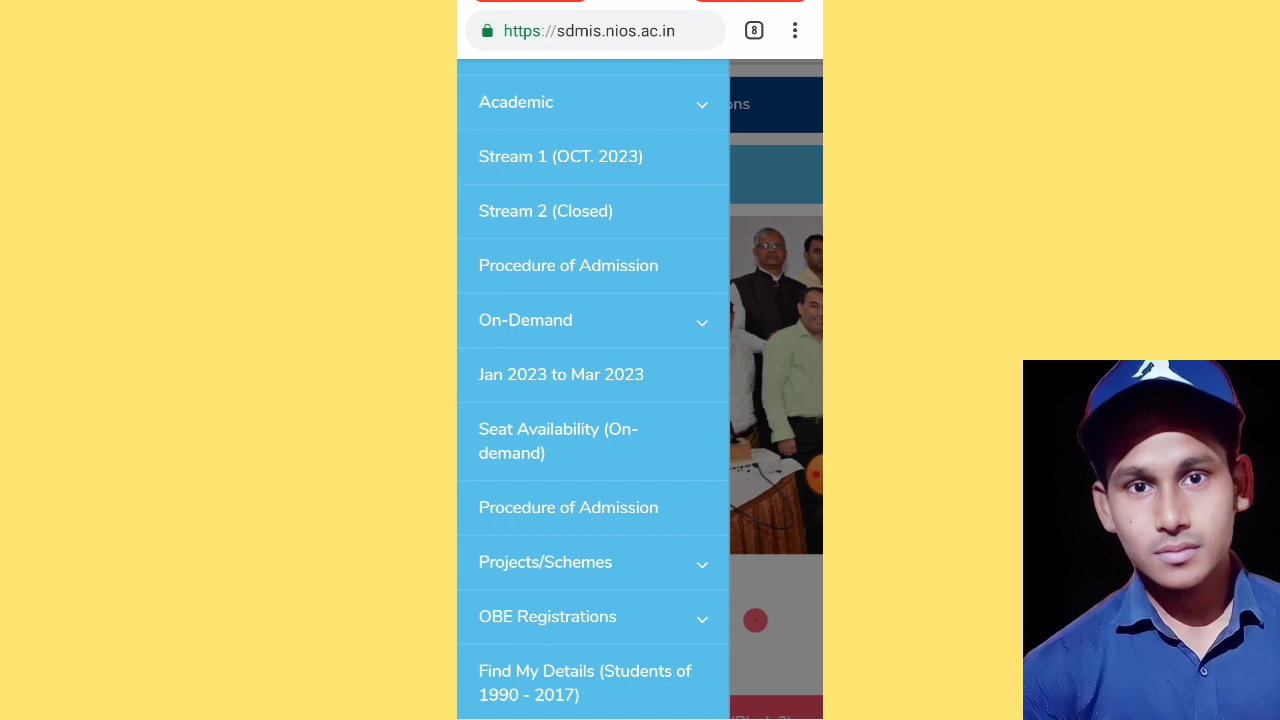 https://sdmis.nios.ac.in
8
Academic
ons
Stream 1 (OCT. 2023)
Stream 2 (Closed)
Procedure of Admission
On-Demand
Jan 2023 to Mar 2023
Seat Availability (On-
demand)
Procedure of Admission
Projects/Schemes
OBE Registrations
Find My Details (Students of
1990 - 2017)